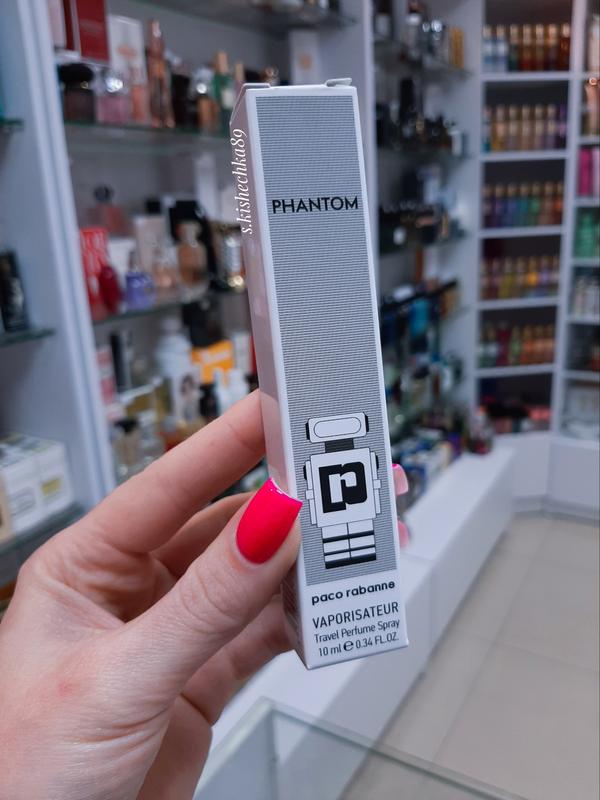 s.kishechka89
PHANTOM
paco rabanne
VAPORISATEUR
Travel Perfume Spray
10 ml ℮ 0.34 FL.OZ.